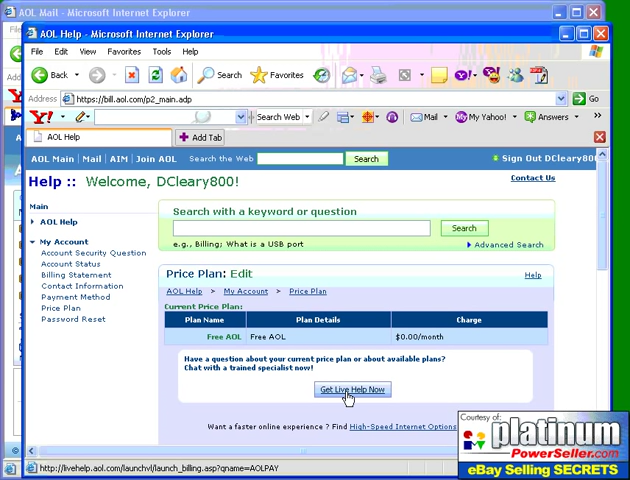 AOL Mail - Microsoft Internet Explorer
AOL Help - Microsoft Internet Explorer
File Edit View Favorites Tools Help
Back Search Favorites
Address https://bill.aol.com/p2_main.adp Go
Y! Search Web Mail My Yahoo! Answers
AOL Help Add Tab
AOL Main | Mail | AIM | Join AOL Search the Web Search Sign Out DCleary800!
Help :: Welcome, DCleary800!
Contact Us
Main
AOL Help
My Account
Account Security Question
Account Status
Billing Statement
Contact Information
Payment Method
Price Plan
Password Reset
Search with a keyword or question
Search
e.g., Billing; What is a USB port
Advanced Search
Price Plan: Edit
Help
AOL Help > My Account > Price Plan
Current Price Plan:
Plan Name Plan Details Charge
Free AOL Free AOL $0.00/month
Have a question about your current price plan or about available plans?
Chat with a trained specialist now!
Get Live Help Now
Want a faster online experience ? Find High-Speed Internet Options
http://livehelp.aol.com/launchvl/launch_billing.asp?qname=AOLPAY
Courtesy of:
platinum
PowerSeller.com
eBay Selling SECRETS